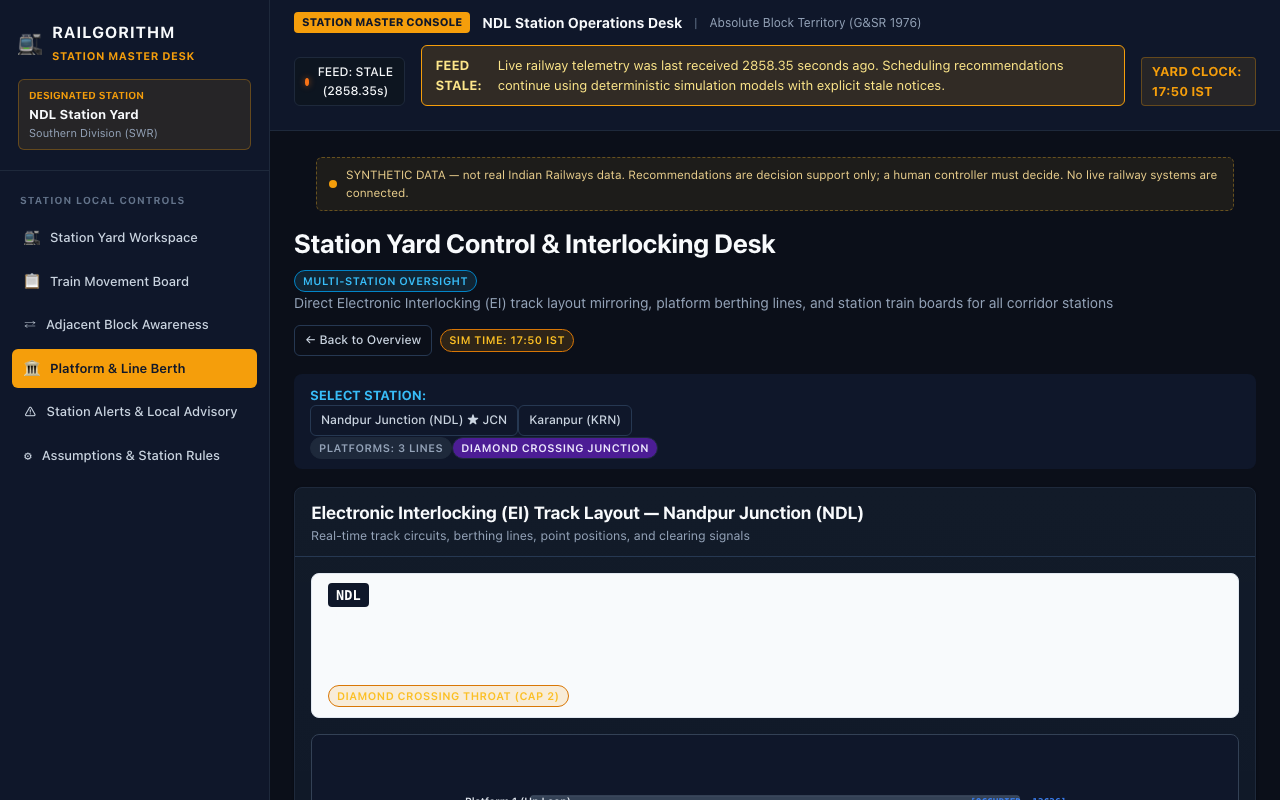 RAILGORITHM
STATION MASTER DESK
DESIGNATED STATION
NDL Station Yard
Southern Division (SWR)
STATION LOCAL CONTROLS
Station Yard Workspace
Train Movement Board
Adjacent Block Awareness
Platform & Line Berth
Station Alerts & Local Advisory
Assumptions & Station Rules
STATION MASTER CONSOLE NDL Station Operations Desk | Absolute Block Territory (G&SR 1976)
FEED: STALE
(2858.35s)
FEED
STALE:
Live railway telemetry was last received 2858.35 seconds ago. Scheduling recommendations
continue using deterministic simulation models with explicit stale notices.
YARD CLOCK:
17:50 IST
SYNTHETIC DATA — not real Indian Railways data. Recommendations are decision support only; a human controller must decide. No live railway systems are
connected.
Station Yard Control & Interlocking Desk
MULTI-STATION OVERSIGHT
Direct Electronic Interlocking (EI) track layout mirroring, platform berthing lines, and station train boards for all corridor stations
← Back to Overview SIM TIME: 17:50 IST
SELECT STATION:
Nandpur Junction (NDL) ★ JCN Karanpur (KRN)
PLATFORMS: 3 LINES DIAMOND CROSSING JUNCTION
Electronic Interlocking (EI) Track Layout — Nandpur Junction (NDL)
Real-time track circuits, berthing lines, point positions, and clearing signals
NDL
DIAMOND CROSSING THROAT (CAP 2)